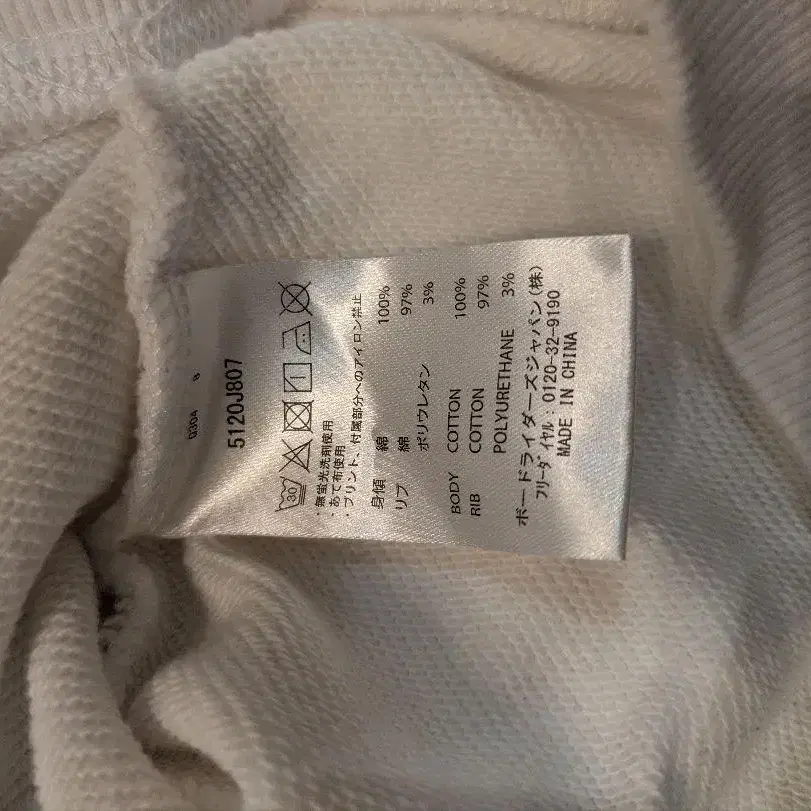 0304 8
5120J807
30
・無蛍光洗剤使用
・あて布使用
・プリント、付属部分へのアイロン禁止
身頃 綿 100%
リブ 綿 97%
ポリウレタン 3%
BODY COTTON 100%
RIB COTTON 97%
POLYURETHANE 3%
ボードライダーズジャパン(株)
フリーダイヤル:0120-32-9190
MADE IN CHINA